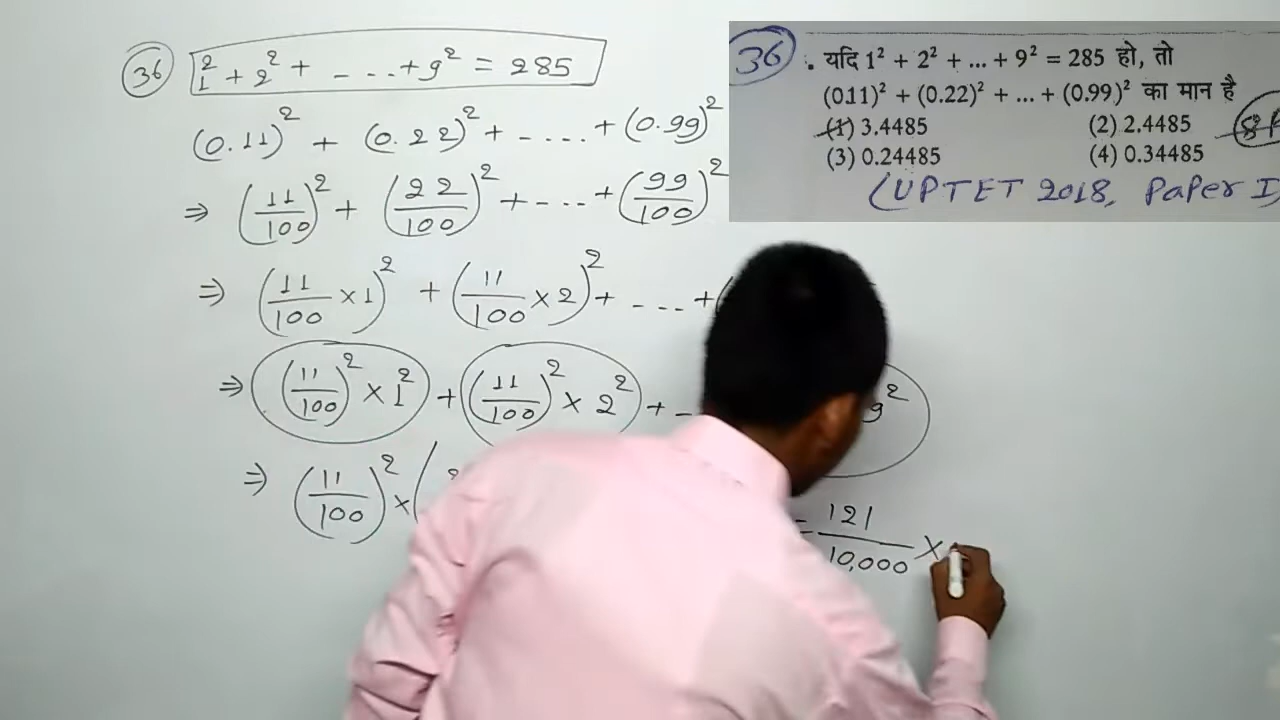 36 1² + 2² + - - - + 9² = 285
(0.11)² + (0.22)² + - . . . . + (0.99)²
⇒ (11/100)² + (22/100)² + - . . . + (99/100)²
⇒ (11/100 × 1)² + (11/100 × 2)² + - - - + (
⇒ (11/100)² × 1² + (11/100)² × 2² + - 9²
⇒ (11/100)² × (
= 121/10,000 ×
36 . यदि 1² + 2² + ... + 9² = 285 हो, तो
(0.11)² + (0.22)² + ... + (0.99)² का मान है
(1) 3.4485 (2) 2.4485
(3) 0.24485 (4) 0.34485
(UPTET 2018, Paper I)